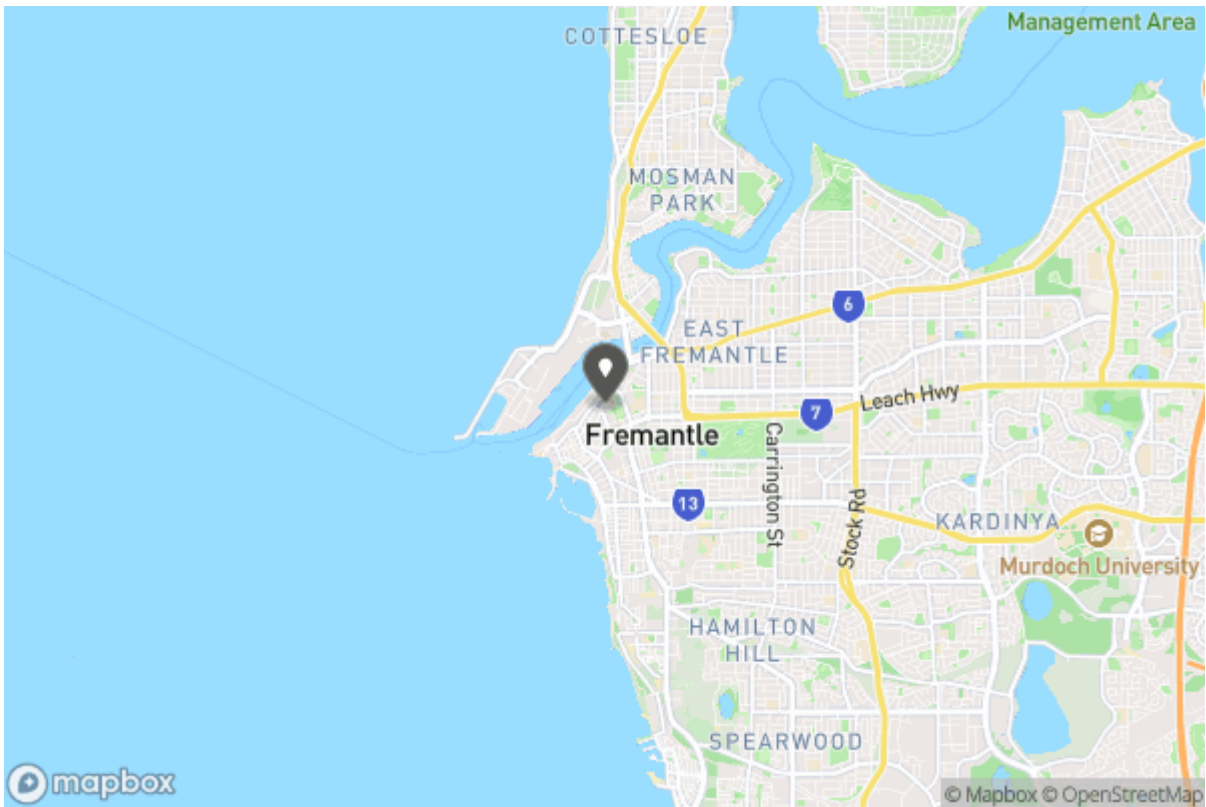 Management Area
COTTESLOE
MOSMAN
PARK
6
EAST
FREMANTLE
Leach Hwy
7
Fremantle
Carrington St
13
Stock Rd
KARDINYA
Murdoch University
HAMILTON
HILL
SPEARWOOD
mapbox
© Mapbox © OpenStreetMap